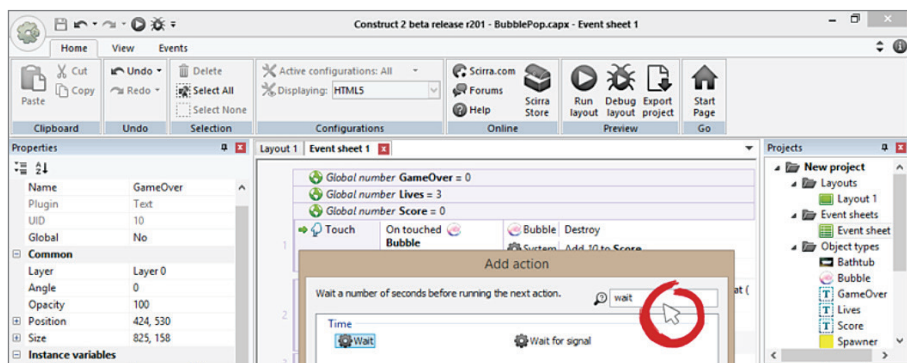 Construct 2 beta release r201 - BubblePop.capx - Event sheet 1
Home View Events
Paste
Cut
Copy
Clipboard
Undo
Redo
Undo
Delete
Select All
Select None
Selection
Active configurations: All
Displaying: HTML5
Configurations
Scirra.com
Forums
Help
Scirra Store
Online
Run layout
Debug layout
Export project
Preview
Start Page
Go
Properties
Name GameOver
Plugin Text
UID 10
Global No
Common
Layer Layer 0
Angle 0
Opacity 100
Position 424, 530
Size 825, 158
Instance variables
Layout 1 Event sheet 1
Global number GameOver = 0
Global number Lives = 3
Global number Score = 0
1
Touch On touched Bubble
Bubble Destroy
System Add 10 to Score
2
at (
3
Add action
Wait a number of seconds before running the next action.
wait
Time
Wait Wait for signal
Projects
New project
Layouts
Layout 1
Event sheets
Event sheet
Object types
Bathtub
Bubble
T GameOver
T Lives
T Score
Spawner